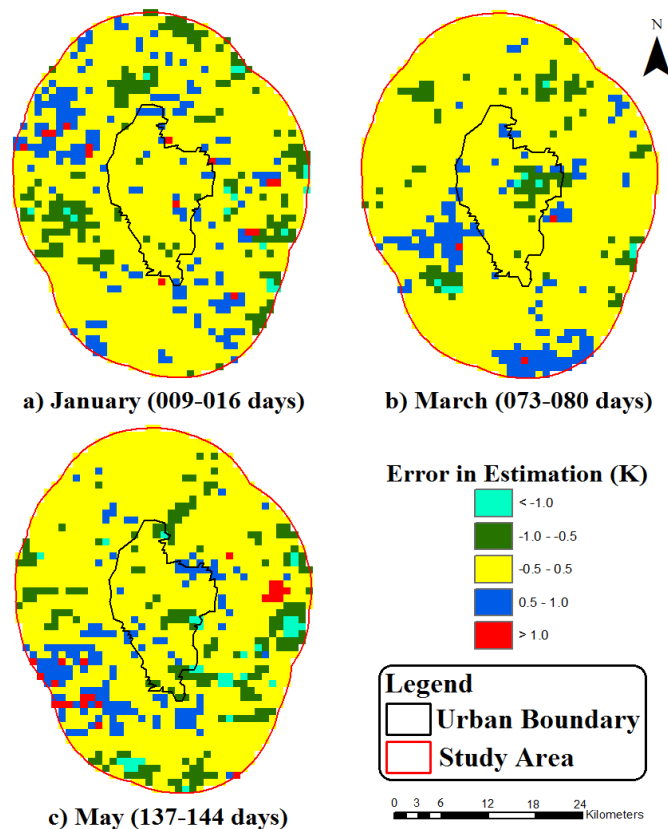 N
a) January (009-016 days)
b) March (073-080 days)
Error in Estimation (K)
< -1.0
-1.0 - -0.5
-0.5 - 0.5
0.5 - 1.0
> 1.0
Legend
Urban Boundary
Study Area
c) May (137-144 days)
0 3 6 12 18 24
Kilometers